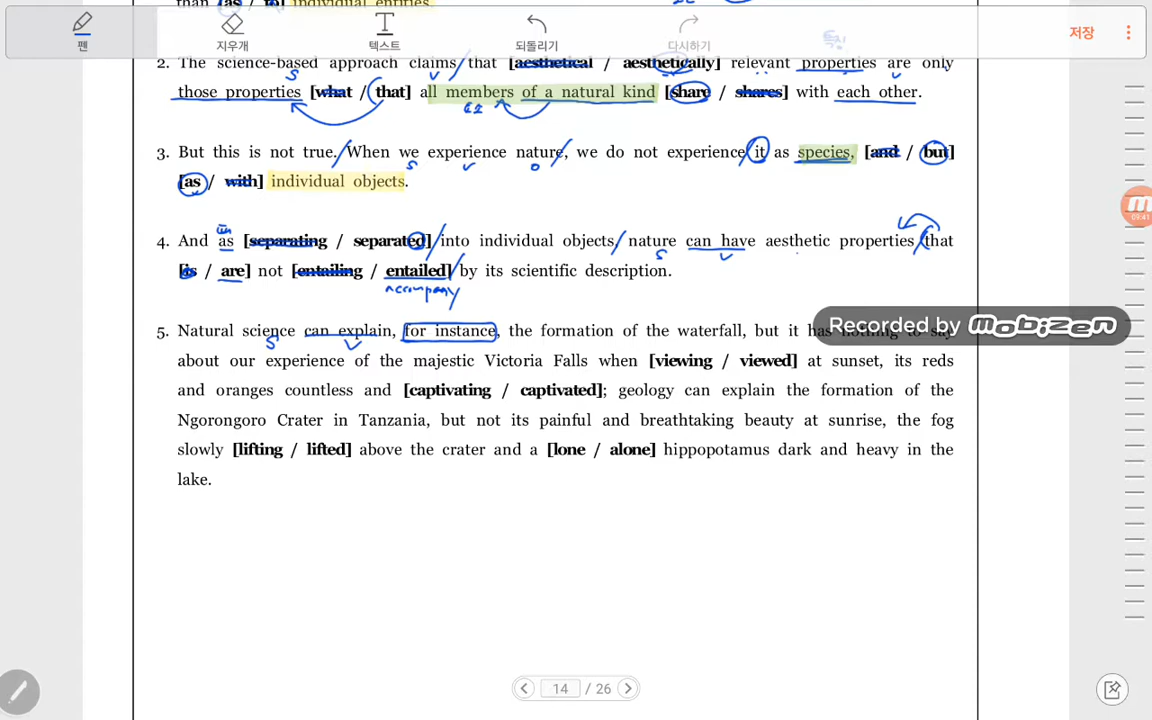 than [as / to] individual entities.
펜
지우개
텍스트
되돌리기
다시하기
특징
저장
2. The science-based approach claims that [aesthetical / aesthetically] relevant properties are only
S V V
those properties [what / that] all members of a natural kind [share / shares] with each other.
3. But this is not true. When we experience nature, we do not experience it as species, [and / but]
S V O
[as / with] individual objects.
09:41
4. And as [separating / separated] into individual objects, nature can have aesthetic properties that
S V
[is / are] not [entailing / entailed] by its scientific description.
accompany
Recorded by mobizen
5. Natural science can explain, for instance, the formation of the waterfall, but it has nothing to say
S V
about our experience of the majestic Victoria Falls when [viewing / viewed] at sunset, its reds
and oranges countless and [captivating / captivated]; geology can explain the formation of the
Ngorongoro Crater in Tanzania, but not its painful and breathtaking beauty at sunrise, the fog
slowly [lifting / lifted] above the crater and a [lone / alone] hippopotamus dark and heavy in the
lake.
14 / 26